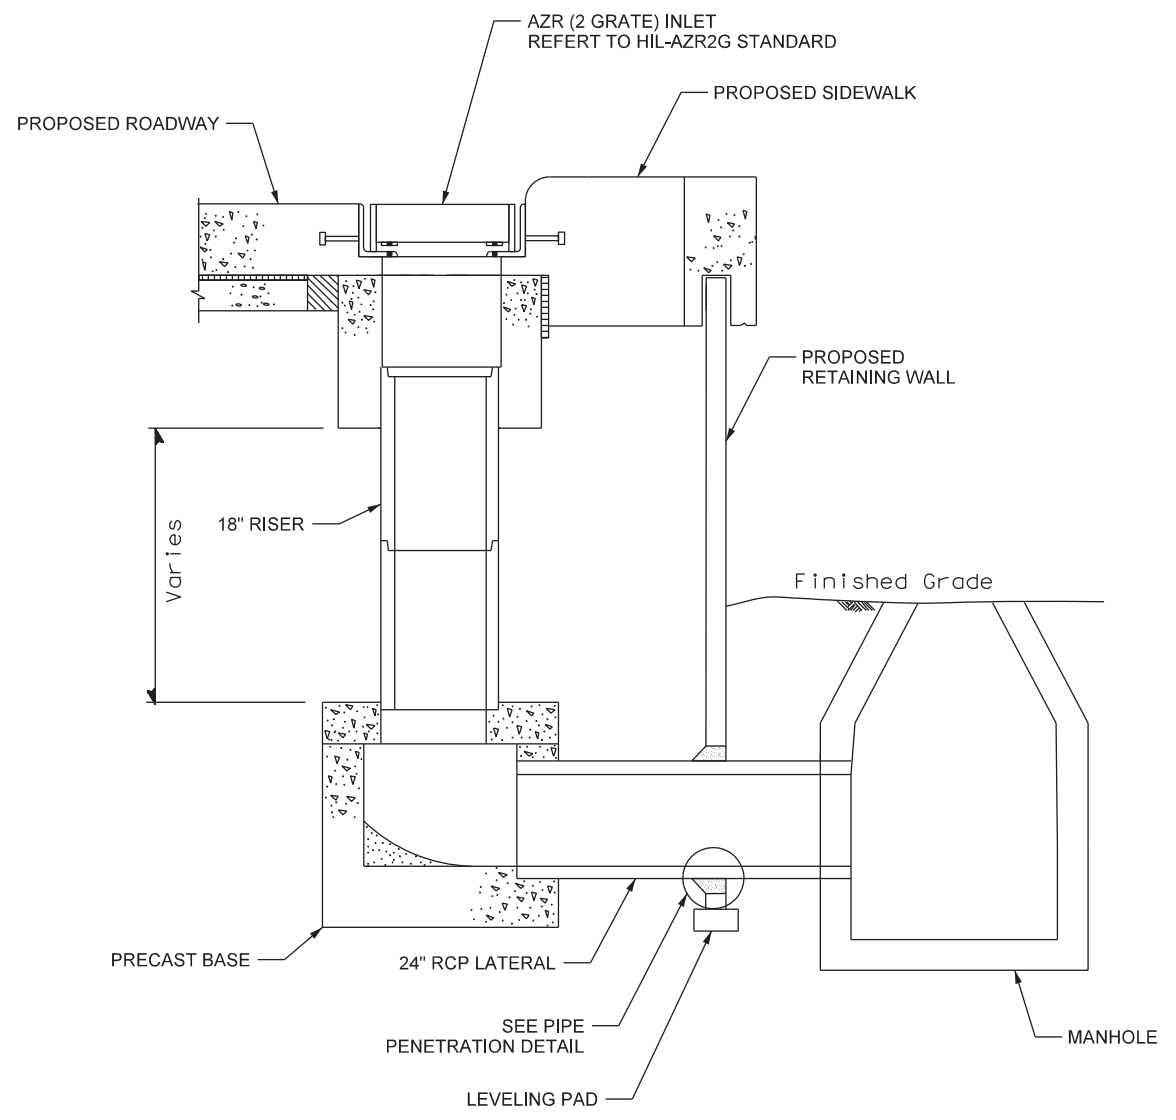 AZR (2 GRATE) INLET
REFERT TO HIL-AZR2G STANDARD
PROPOSED SIDEWALK
PROPOSED ROADWAY
PROPOSED
RETAINING WALL
18" RISER
Varies
Finished Grade
PRECAST BASE
24" RCP LATERAL
SEE PIPE
PENETRATION DETAIL
MANHOLE
LEVELING PAD